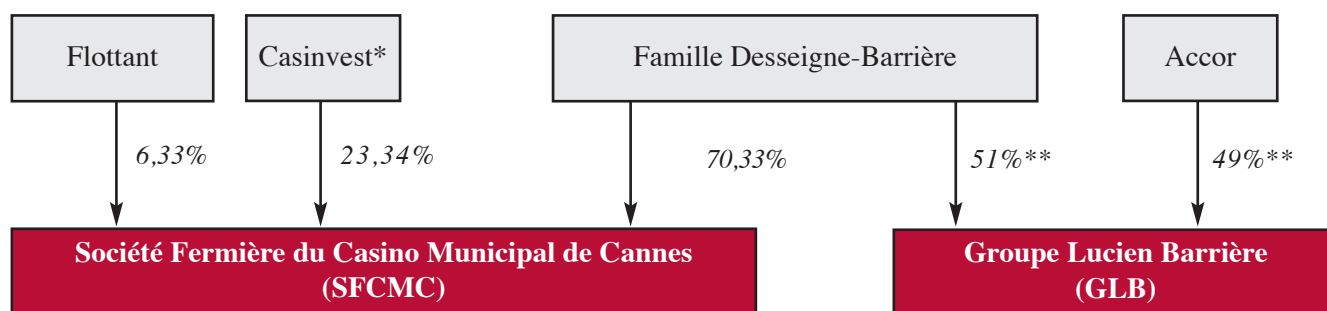 Flottant
Casinvest*
Famille Desseigne-Barrière
Accor
6,33%
23,34%
70,33%
51%**
49%**
Société Fermière du Casino Municipal de Cannes
(SFCMC)
Groupe Lucien Barrière
(GLB)